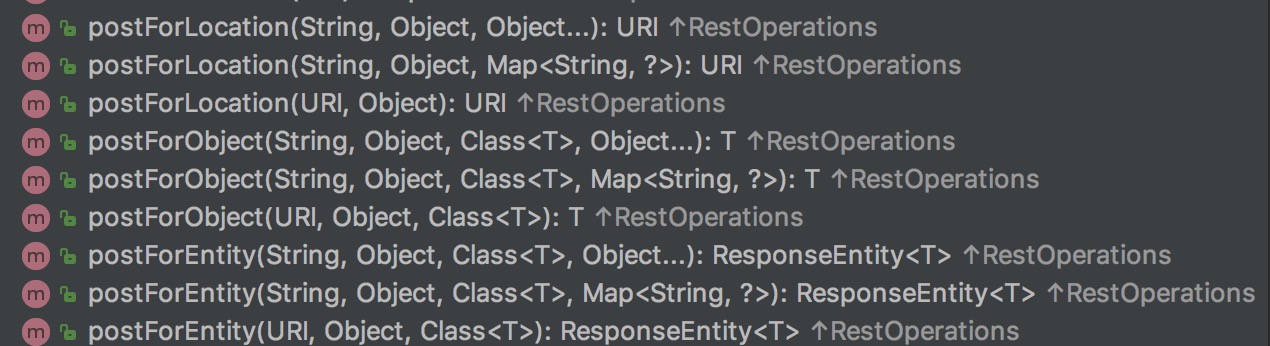 m postForLocation(String, Object, Object...): URI ↑RestOperations
m postForLocation(String, Object, Map<String, ?>): URI ↑RestOperations
m postForLocation(URI, Object): URI ↑RestOperations
m postForObject(String, Object, Class<T>, Object...): T ↑RestOperations
m postForObject(String, Object, Class<T>, Map<String, ?>): T ↑RestOperations
m postForObject(URI, Object, Class<T>): T ↑RestOperations
m postForEntity(String, Object, Class<T>, Object...): ResponseEntity<T> ↑RestOperations
m postForEntity(String, Object, Class<T>, Map<String, ?>): ResponseEntity<T> ↑RestOperations
m postForEntity(URI, Object, Class<T>): ResponseEntity<T> ↑RestOperations